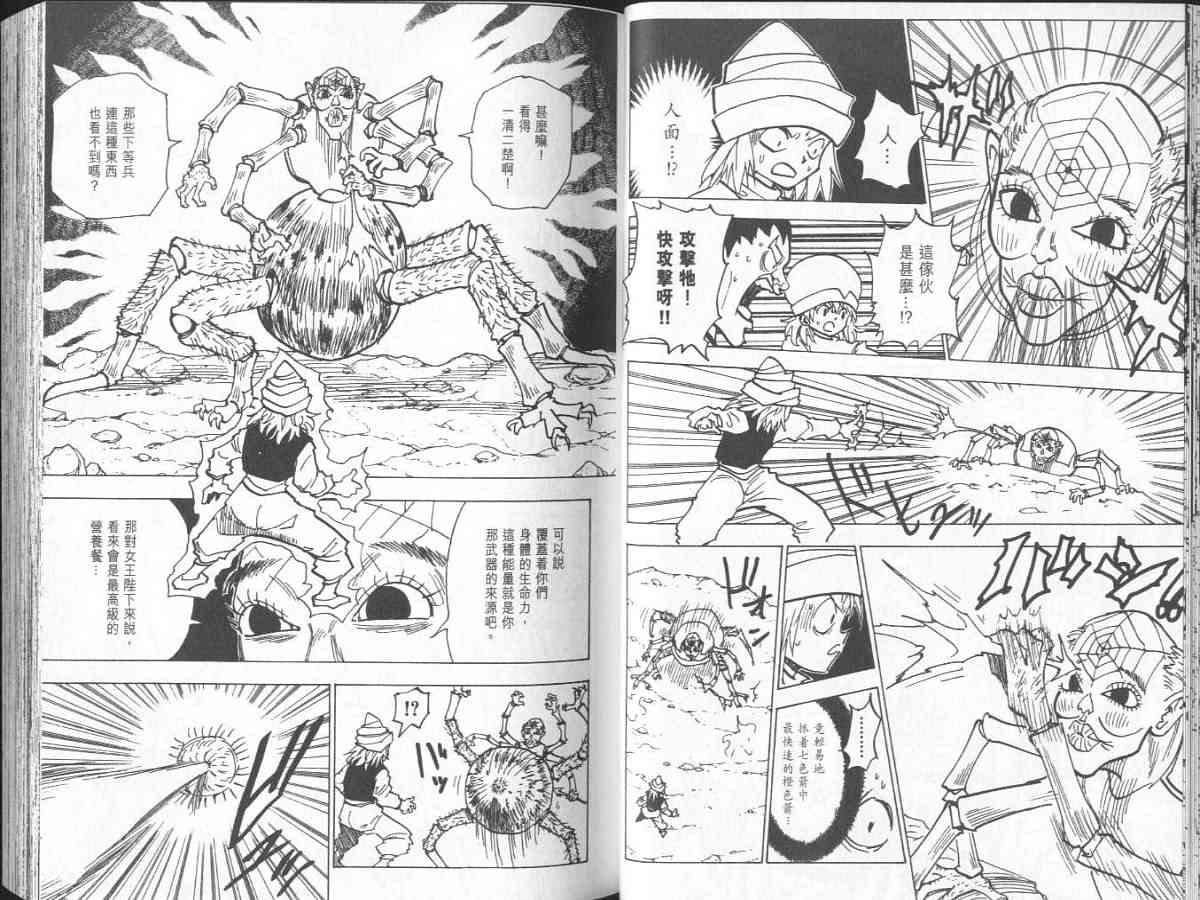 人…
人面…!?
這傢伙
是甚麼…!?
攻擊牠！
快攻擊呀!!
バシン!!
…………
竟輕易地
抹着七色箭中
最快速的橙色箭…
甚麼嘛！
看得
一清二楚啊！
那些下等兵
連這種東西
也看不到嗎？
可以說
覆蓋着你們
身體的生命力，
這種能量就是你
那武器的來源吧。
那對女王陛下來說，
看來會是最高級的
營養餐…
!?